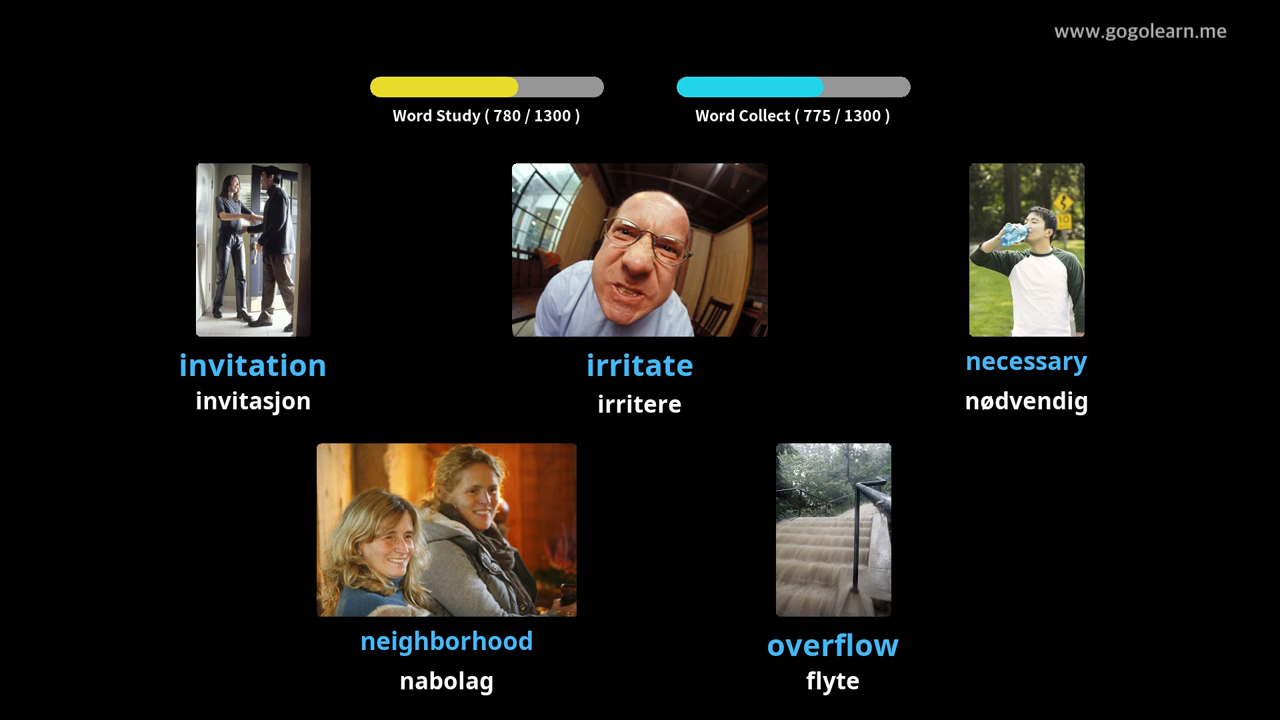 www.gogolearn.me
Word Study ( 780 / 1300 )
Word Collect ( 775 / 1300 )
invitation
invitasjon
irritate
irritere
necessary
nødvendig
neighborhood
nabolag
overflow
flyte